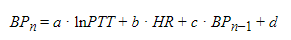 BPₙ = a · lnPTT + b · HR + c · BPₙ₋₁ + d